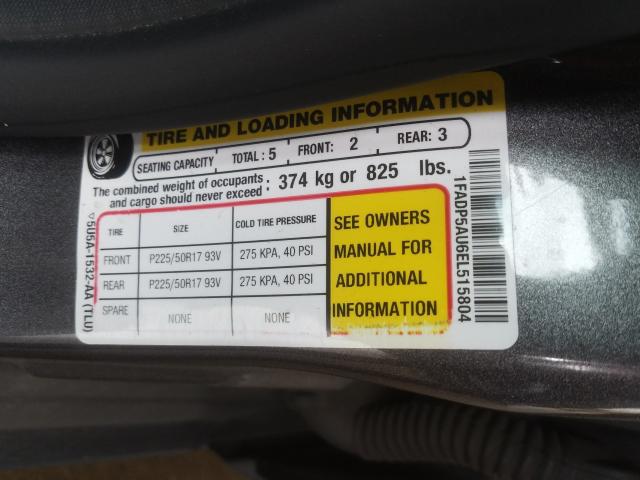 TIRE AND LOADING INFORMATION
SEATING CAPACITY TOTAL : 5 FRONT: 2 REAR: 3
The combined weight of occupants and cargo should never exceed : 374 kg or 825 lbs.
TIRE SIZE COLD TIRE PRESSURE
FRONT P225/50R17 93V 275 KPA, 40 PSI
REAR P225/50R17 93V 275 KPA, 40 PSI
SPARE NONE NONE
SEE OWNERS
MANUAL FOR
ADDITIONAL
INFORMATION
5U5A-1532-AA (TLU)
1FADP5AU6EL515804